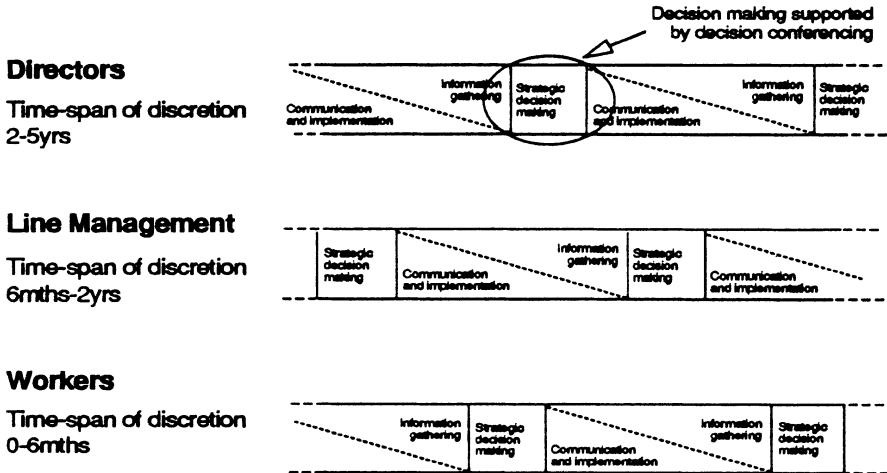 Decision making supported
by decision conferencing
Directors
Time-span of discretion
2-5yrs
Communication
and implementation
Information
gathering
Strategic
decision
making
Communication
and implementation
Information
gathering
Strategic
decision
making
Line Management
Time-span of discretion
6mths-2yrs
Strategic
decision
making
Communication
and implementation
Information
gathering
Strategic
decision
making
Communication
and implementation
Workers
Time-span of discretion
0-6mths
Information
gathering
Strategic
decision
making
Communication
and implementation
Information
gathering
Strategic
decision
making